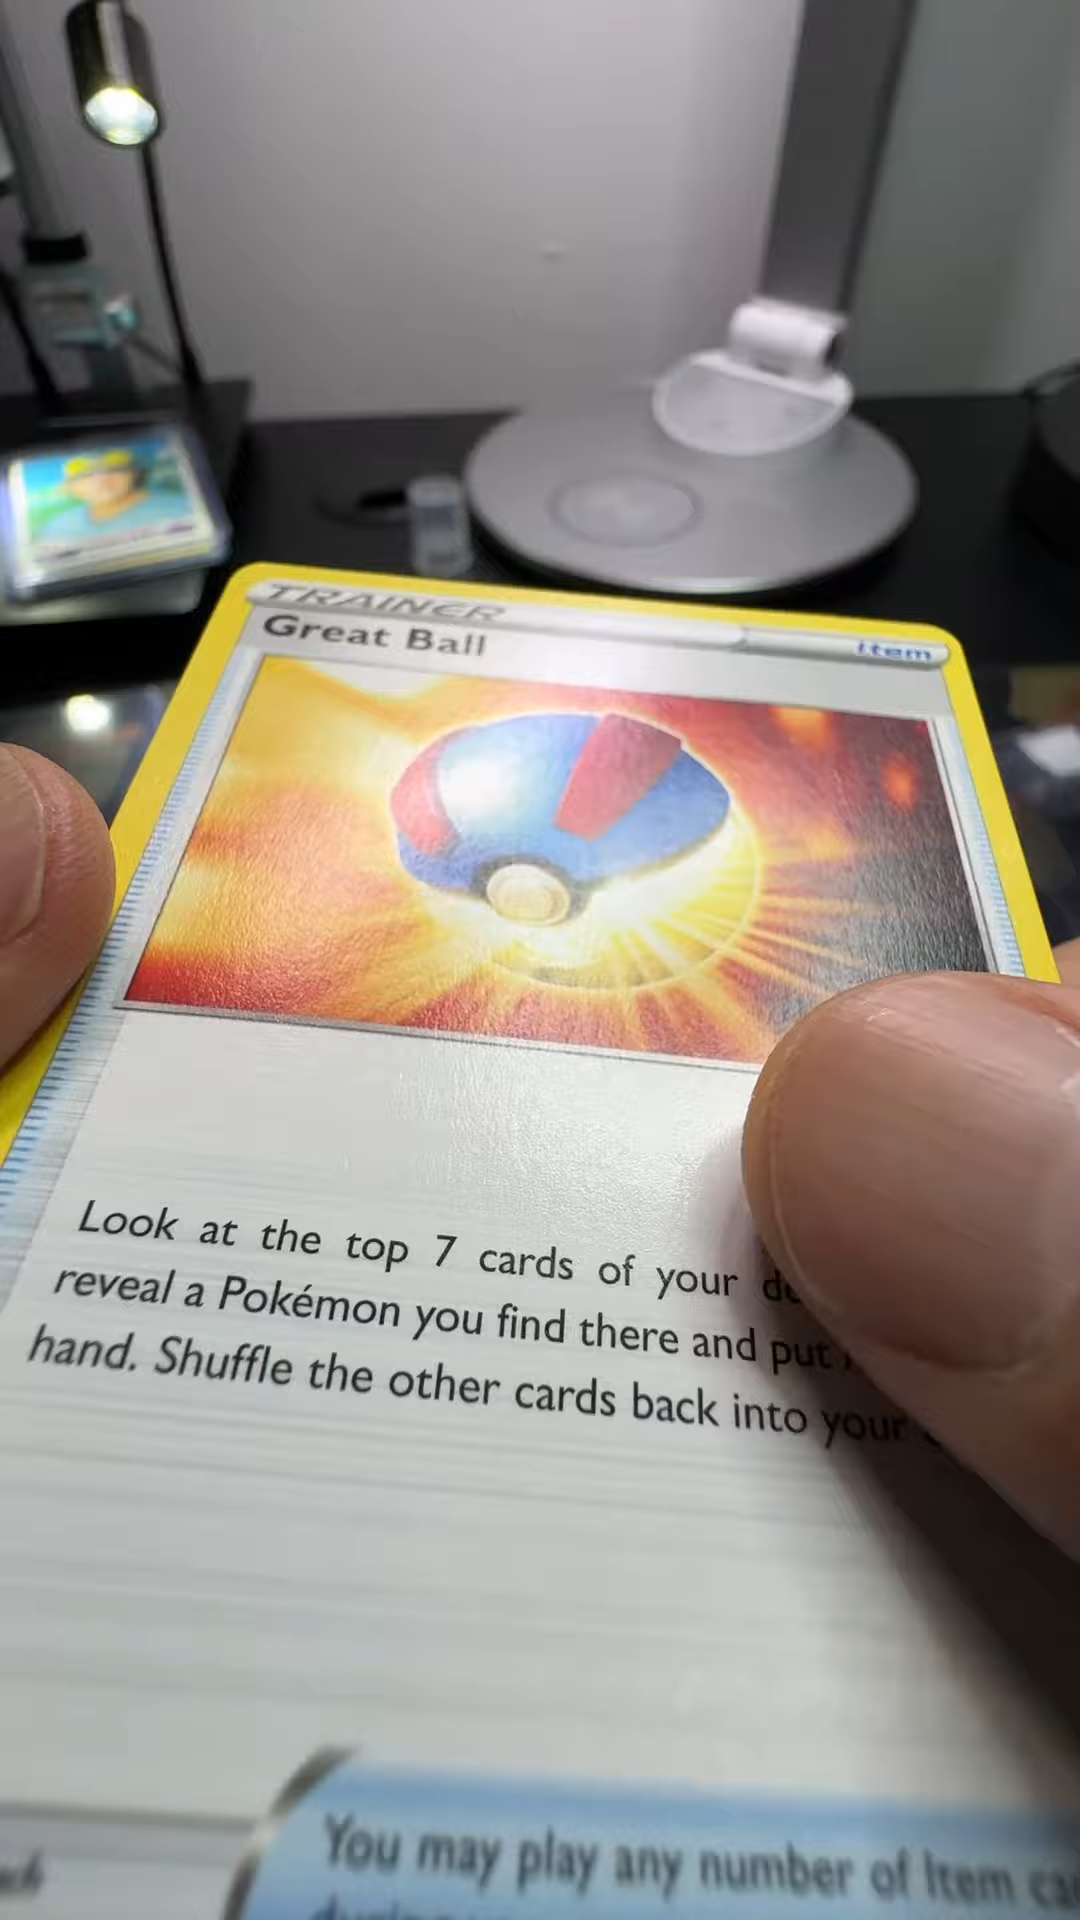 TRAINER
Great Ball
Item
Look at the top 7 cards of your
reveal a Pokémon you find there and put
hand. Shuffle the other cards back into your
You may play any number of Item